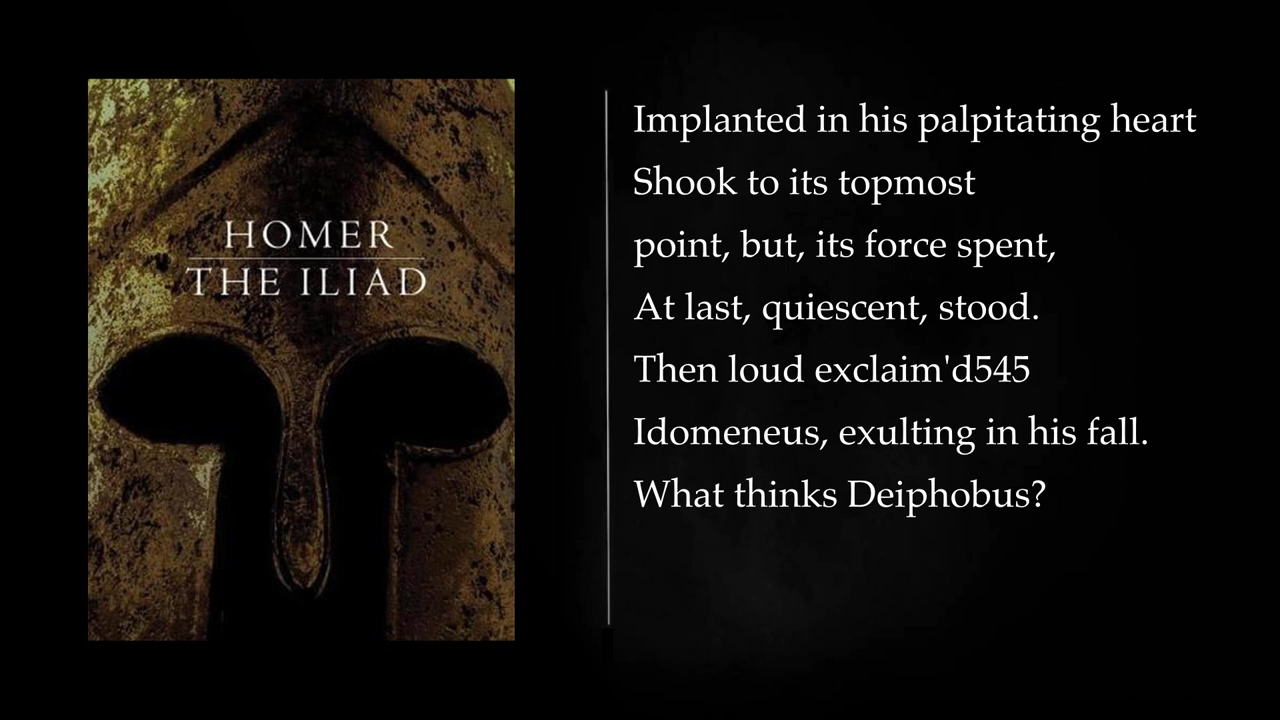 HOMER
THE ILIAD
Implanted in his palpitating heart
Shook to its topmost
point, but, its force spent,
At last, quiescent, stood.
Then loud exclaim'd545
Idomeneus, exulting in his fall.
What thinks Deiphobus?